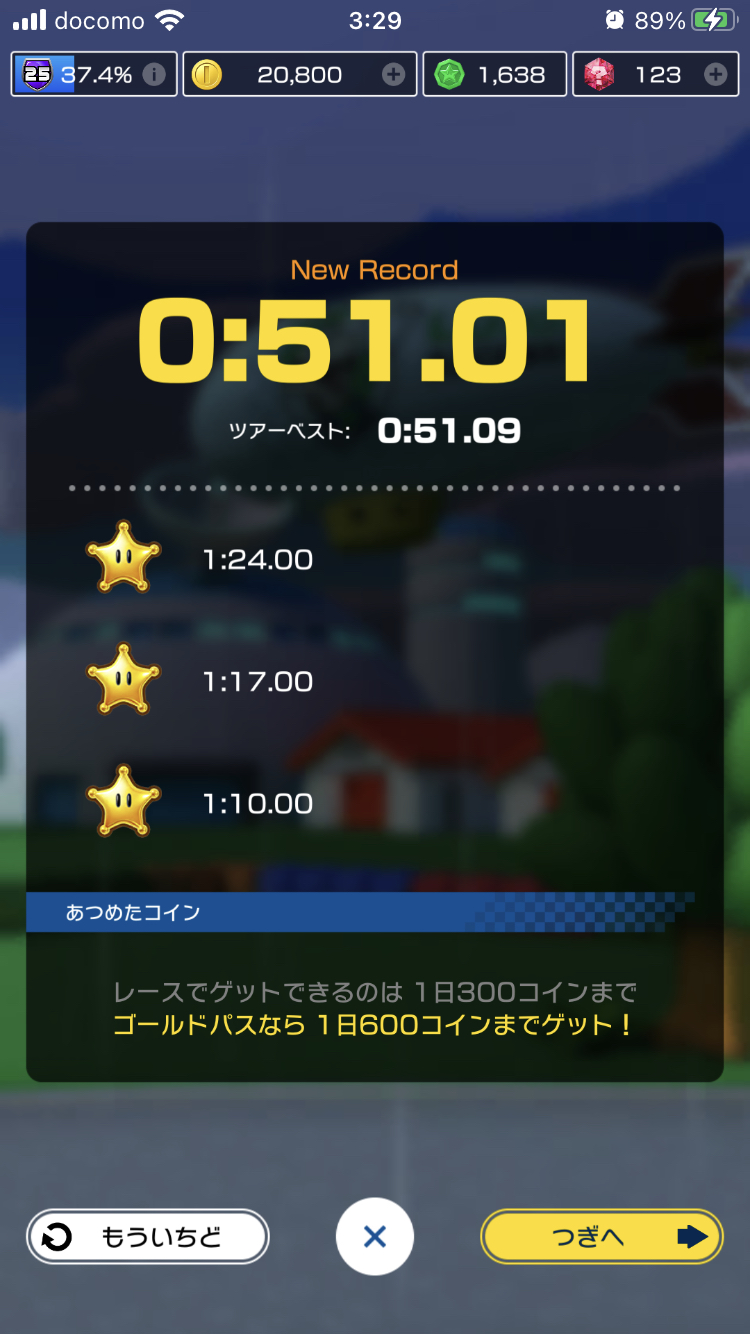 docomo 3:29 89%
25 37.4% i 20,800 + 1,638 ? 123 +
New Record
0:51.01
ツアーベスト: 0:51.09
1:24.00
1:17.00
1:10.00
あつめたコイン
レースでゲットできるのは 1日300コインまで
ゴールドパスなら 1日600コインまでゲット！
もういちど × つぎへ